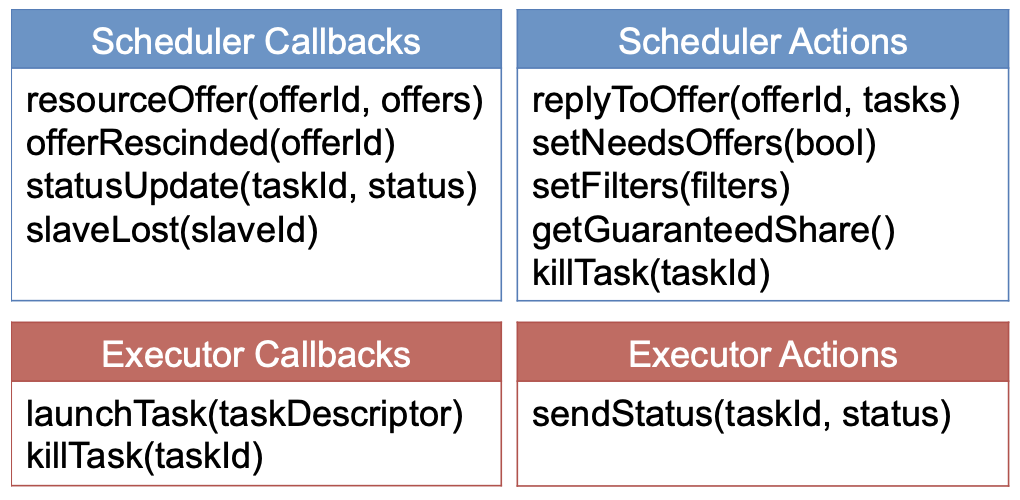 Scheduler Callbacks
resourceOffer(offerId, offers)
offerRescinded(offerId)
statusUpdate(taskId, status)
slaveLost(slaveId)
Scheduler Actions
replyToOffer(offerId, tasks)
setNeedsOffers(bool)
setFilters(filters)
getGuaranteedShare()
killTask(taskId)
Executor Callbacks
launchTask(taskDescriptor)
killTask(taskId)
Executor Actions
sendStatus(taskId, status)